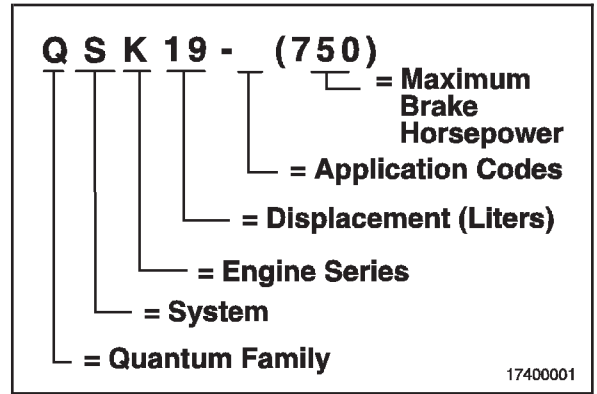 QSK19-_(750)
= Maximum
Brake
Horsepower
= Application Codes
= Displacement (Liters)
= Engine Series
= System
= Quantum Family
17400001